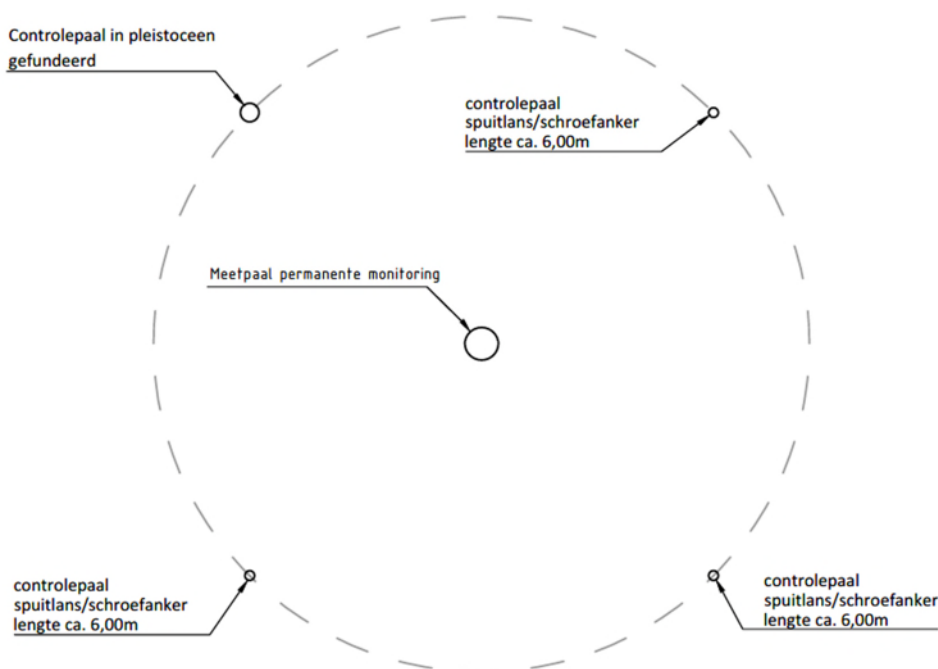 Controlepaal in pleistoceen
gefundeerd
controlepaal
spuitlans/schroefanker
lengte ca. 6,00m
Meetpaal permanente monitoring
controlepaal
spuitlans/schroefanker
lengte ca. 6,00m
controlepaal
spuitlans/schroefanker
lengte ca. 6,00m